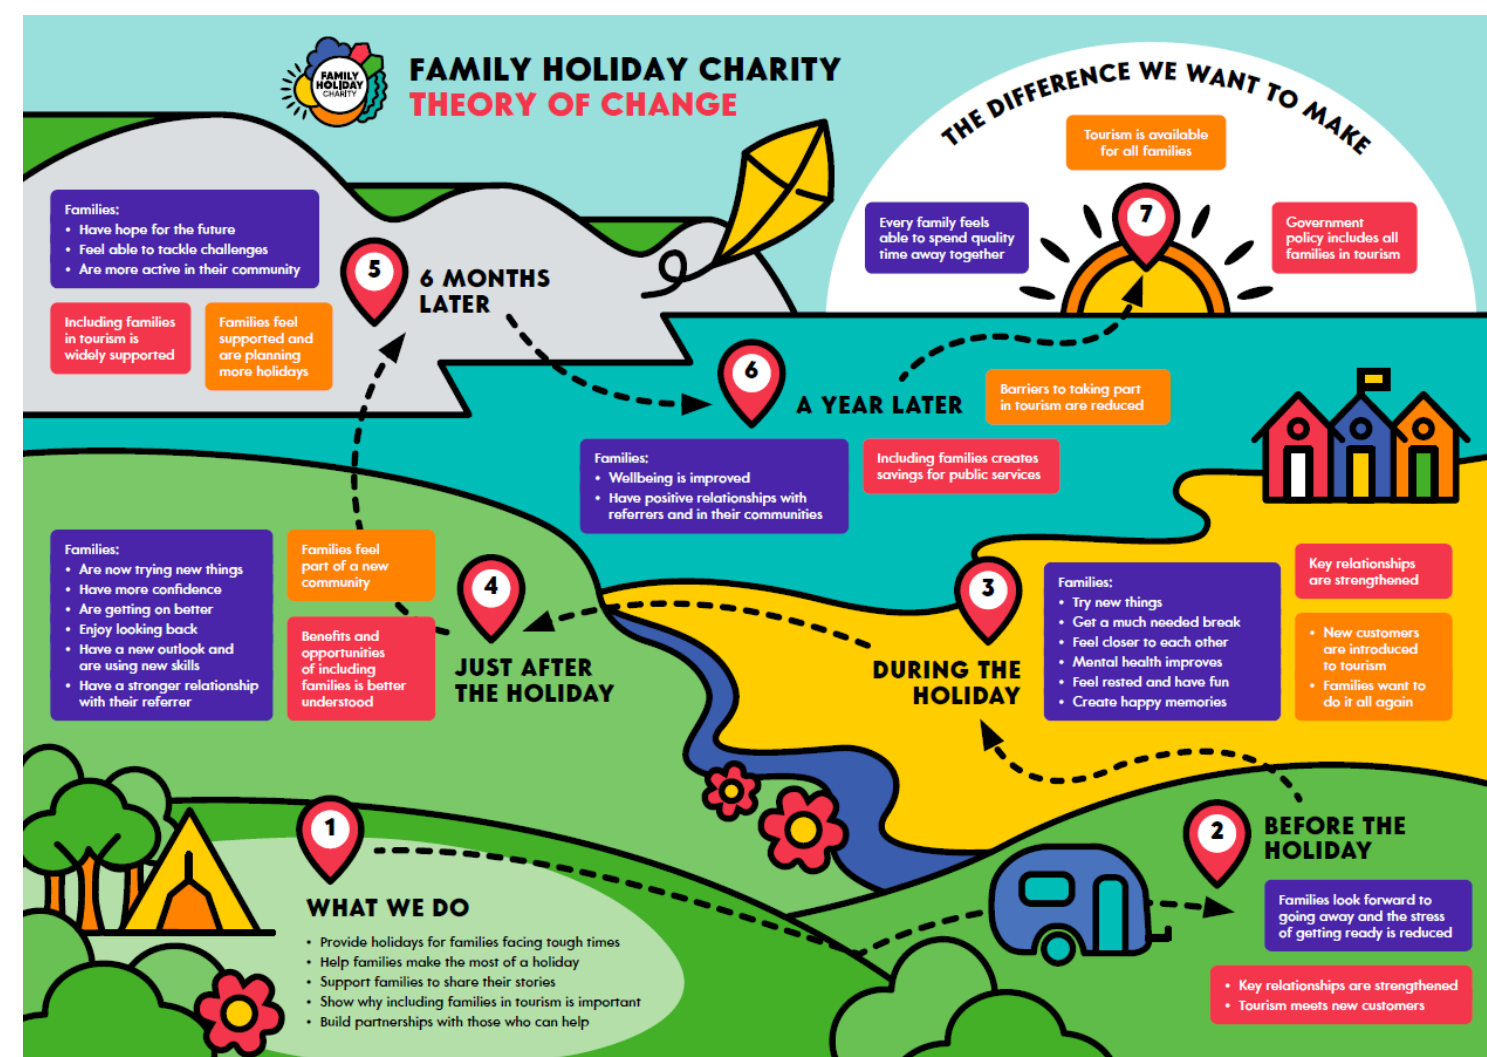 FAMILY
HOLIDAY
CHARITY
FAMILY HOLIDAY CHARITY
THEORY OF CHANGE
THE DIFFERENCE WE WANT TO MAKE
Tourism is available
for all families
7
Every family feels
able to spend quality
time away together
Government
policy includes all
families in tourism
Families:
• Have hope for the future
• Feel able to tackle challenges
• Are more active in their community
5
6 MONTHS
LATER
Including families
in tourism is
widely supported
Families feel
supported and
are planning
more holidays
6
A YEAR LATER
Barriers to taking part
in tourism are reduced
Families:
• Wellbeing is improved
• Have positive relationships with
referrers and in their communities
Including families creates
savings for public services
Families:
• Are now trying new things
• Have more confidence
• Are getting on better
• Enjoy looking back
• Have a new outlook and
are using new skills
• Have a stronger relationship
with their referrer
Families feel
part of a new
community
Benefits and
opportunities
of including
families is better
understood
4
JUST AFTER
THE HOLIDAY
3
DURING THE
HOLIDAY
Families:
• Try new things
• Get a much needed break
• Feel closer to each other
• Mental health improves
• Feel rested and have fun
• Create happy memories
Key relationships
are strengthened
• New customers
are introduced
to tourism
• Families want to
do it all again
1
WHAT WE DO
• Provide holidays for families facing tough times
• Help families make the most of a holiday
• Support families to share their stories
• Show why including families in tourism is important
• Build partnerships with those who can help
2
BEFORE THE
HOLIDAY
Families look forward to
going away and the stress
of getting ready is reduced
• Key relationships are strengthened
• Tourism meets new customers